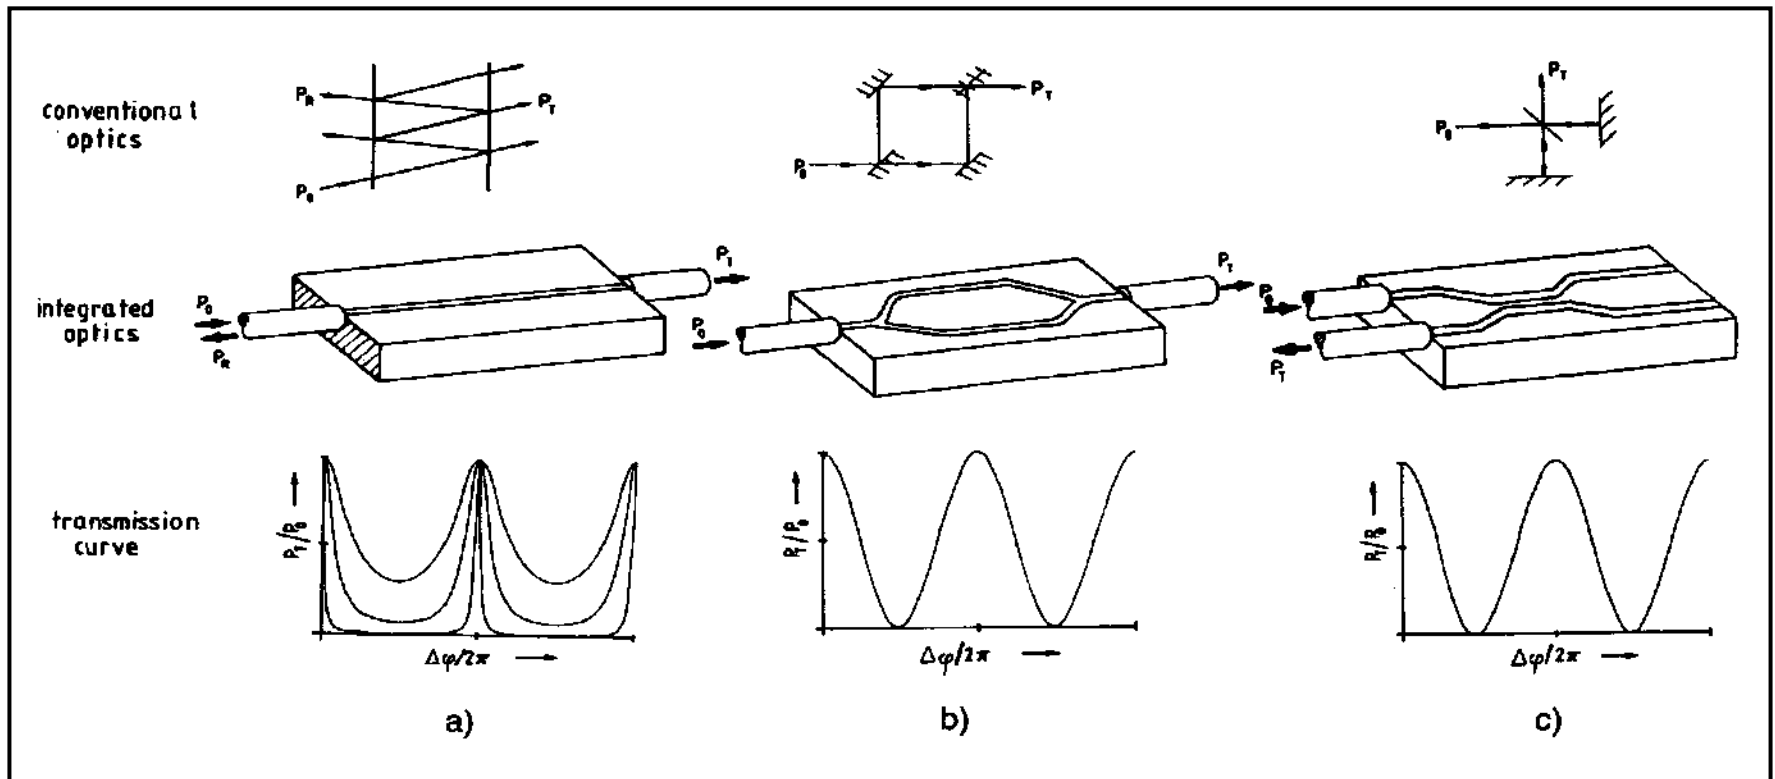 conventional
optics
P_R
P_T
P_0
P_0
P_T
P_T
P_0
integrated
optics
P_0
P_R
P_T
P_0
P_T
P_0
P_T
transmission
curve
P_T/P_0
Δφ/2π
P_T/P_0
Δφ/2π
P_T/P_0
Δφ/2π
a)
b)
c)